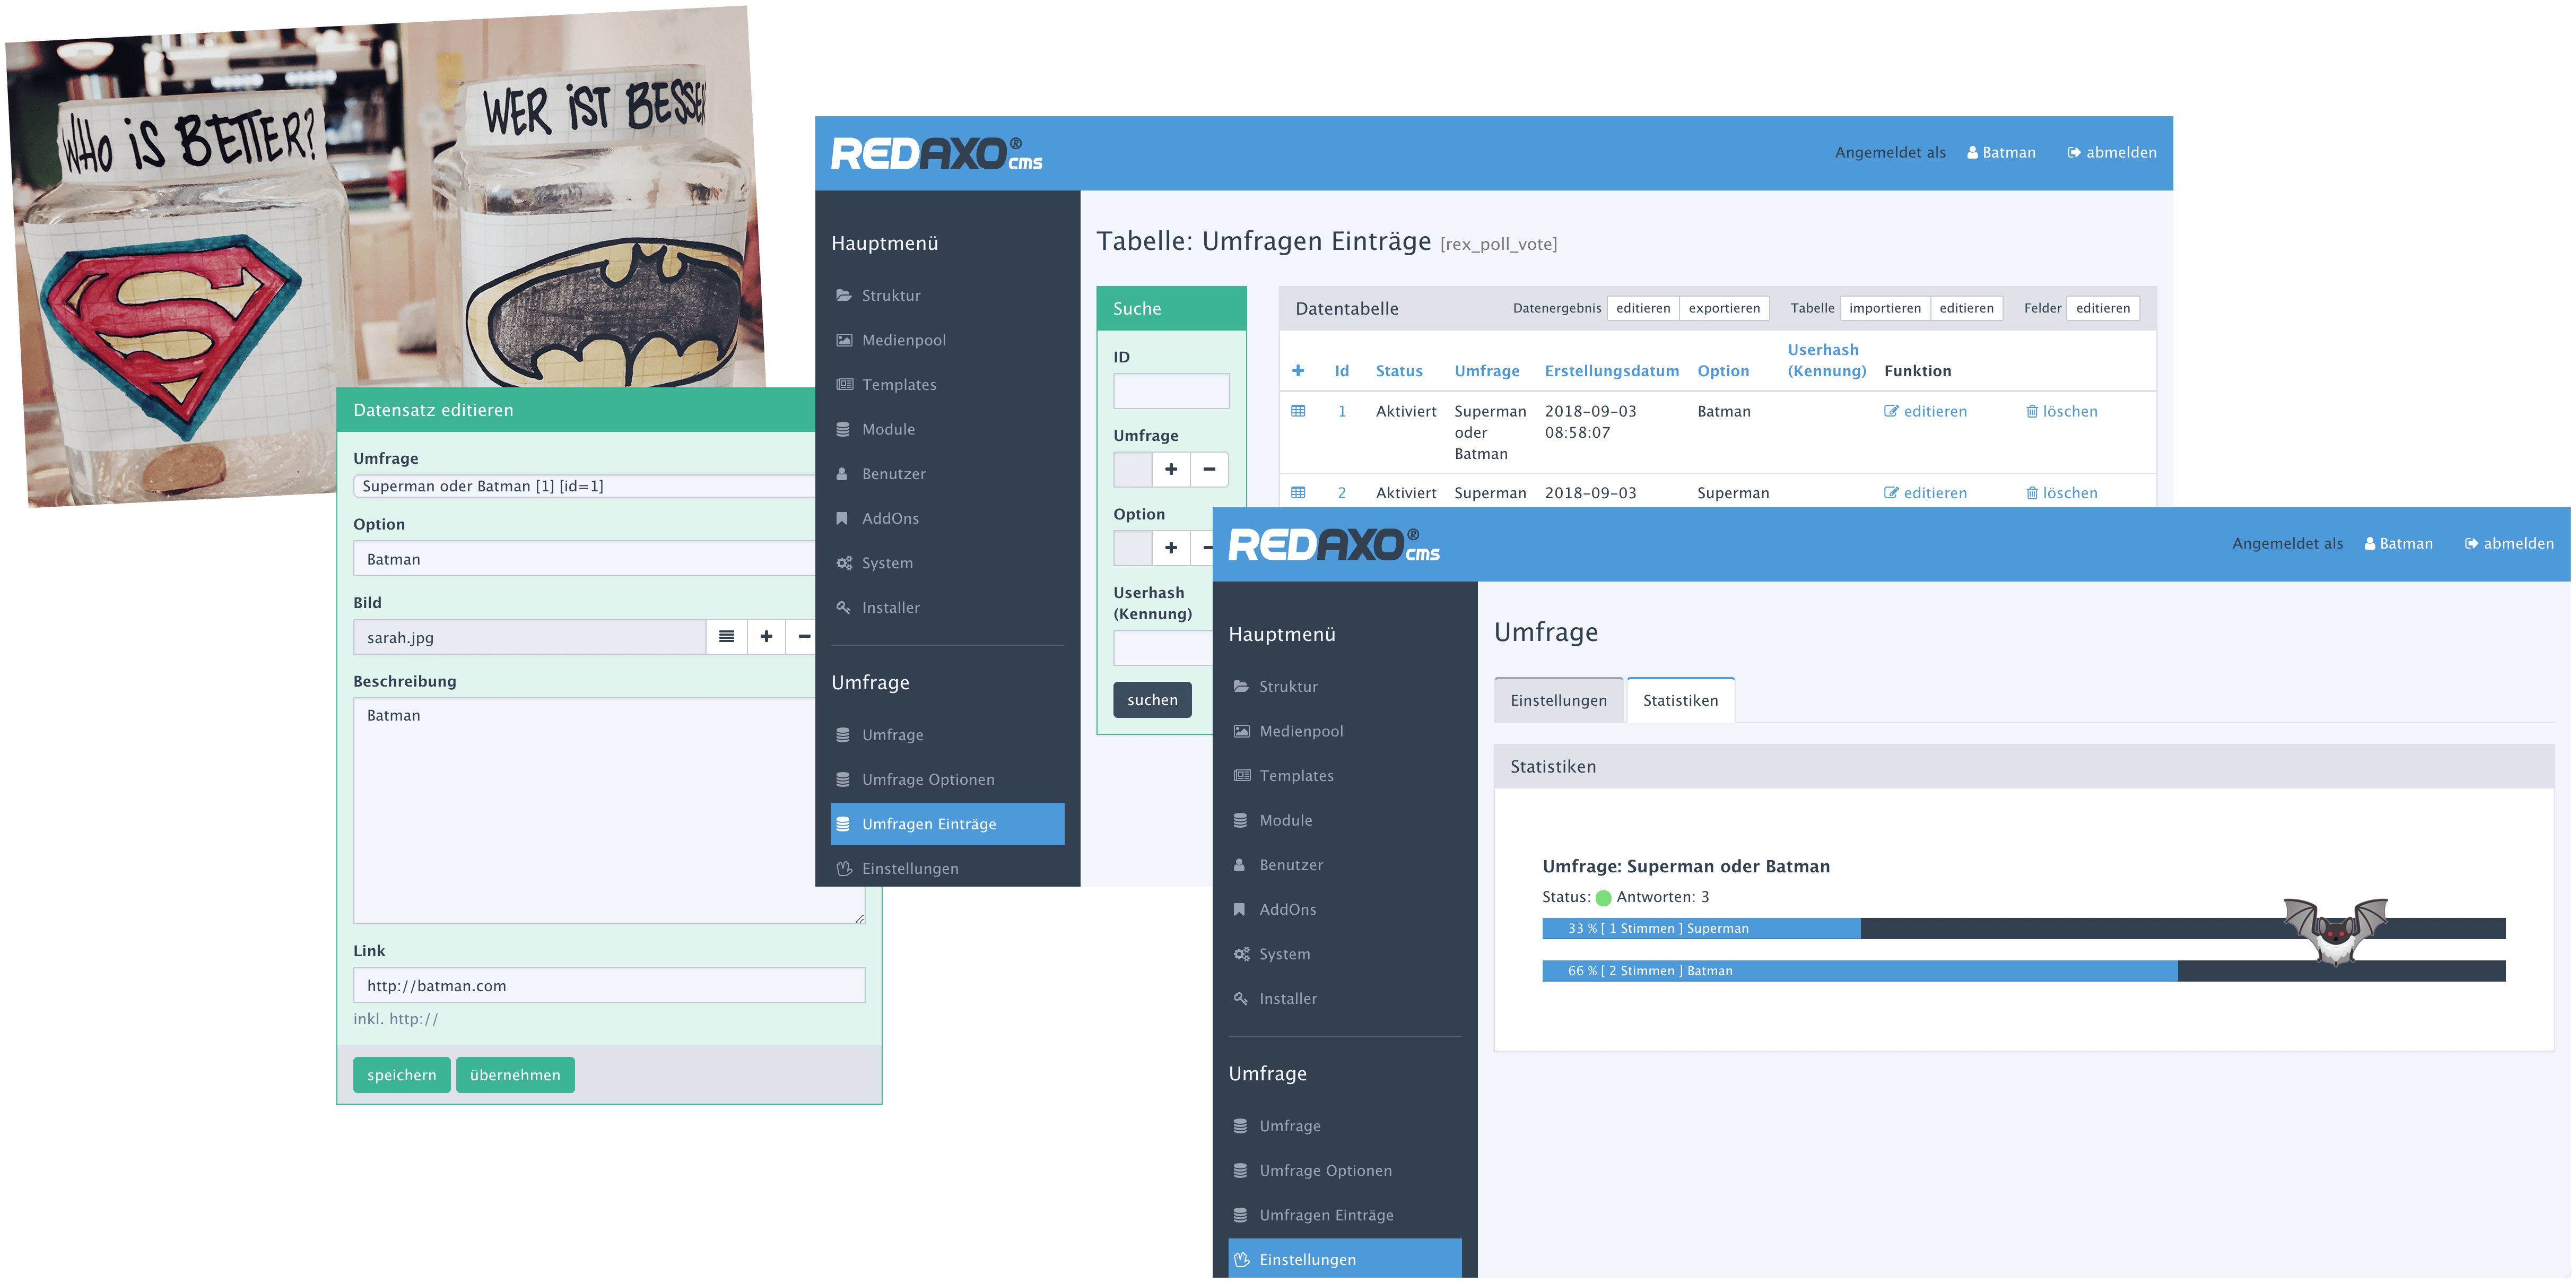 WHO iS BETTER?
WER iST BESSE
Datensatz editieren
Umfrage
Superman oder Batman [1] [id=1]
Option
Batman
Bild
sarah.jpg
Beschreibung
Batman
Link
http://batman.com
inkl. http://
speichern
übernehmen
REDAXO® cms
Angemeldet als Batman abmelden
Hauptmenü
Struktur
Medienpool
Templates
Module
Benutzer
AddOns
System
Installer
Umfrage
Umfrage
Umfrage Optionen
Umfragen Einträge
Einstellungen
Tabelle: Umfragen Einträge [rex_poll_vote]
Suche
ID
Umfrage
Option
Userhash
(Kennung)
suchen
Datentabelle Datenergebnis editieren exportieren Tabelle importieren editieren Felder editieren
Id Status Umfrage Erstellungsdatum Option Userhash (Kennung) Funktion
1 Aktiviert Superman 2018-09-03 Batman editieren löschen
oder 08:58:07
Batman
2 Aktiviert Superman 2018-09-03 Superman editieren löschen
REDAXO® cms
Angemeldet als Batman abmelden
Hauptmenü
Struktur
Medienpool
Templates
Module
Benutzer
AddOns
System
Installer
Umfrage
Umfrage
Umfrage Optionen
Umfragen Einträge
Einstellungen
Umfrage
Einstellungen Statistiken
Statistiken
Umfrage: Superman oder Batman
Status: Antworten: 3
33 % [ 1 Stimmen ] Superman
66 % [ 2 Stimmen ] Batman